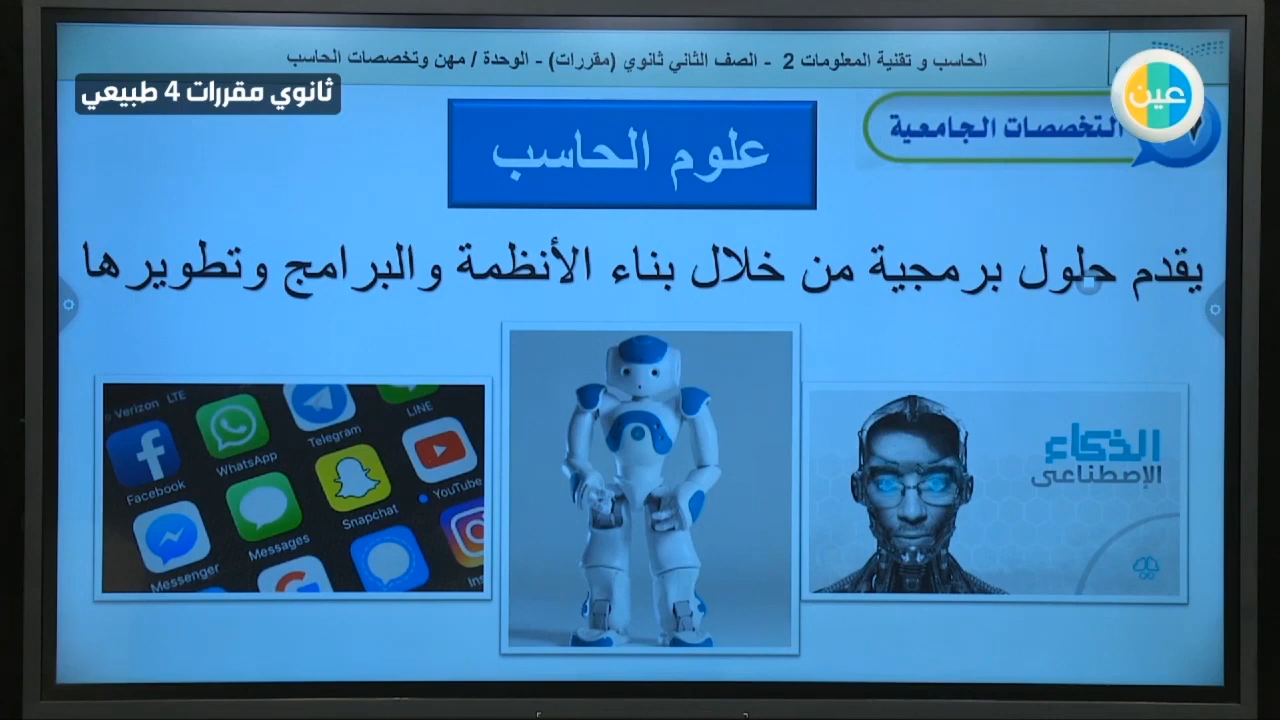 الحاسب و تقنية المعلومات 2 - الصف الثاني ثانوي (مقررات) - الوحدة / مهن وتخصصات الحاسب
عين
ثانوي مقررات 4 طبيعي
التخصصات الجامعية
علوم الحاسب
يقدم حلول برمجية من خلال بناء الأنظمة والبرامج وتطويرها
الذكاء
الإصطناعى
Verizon LTE
Facebook
WhatsApp
Telegram
LINE
Messenger
Messages
Snapchat
YouTube